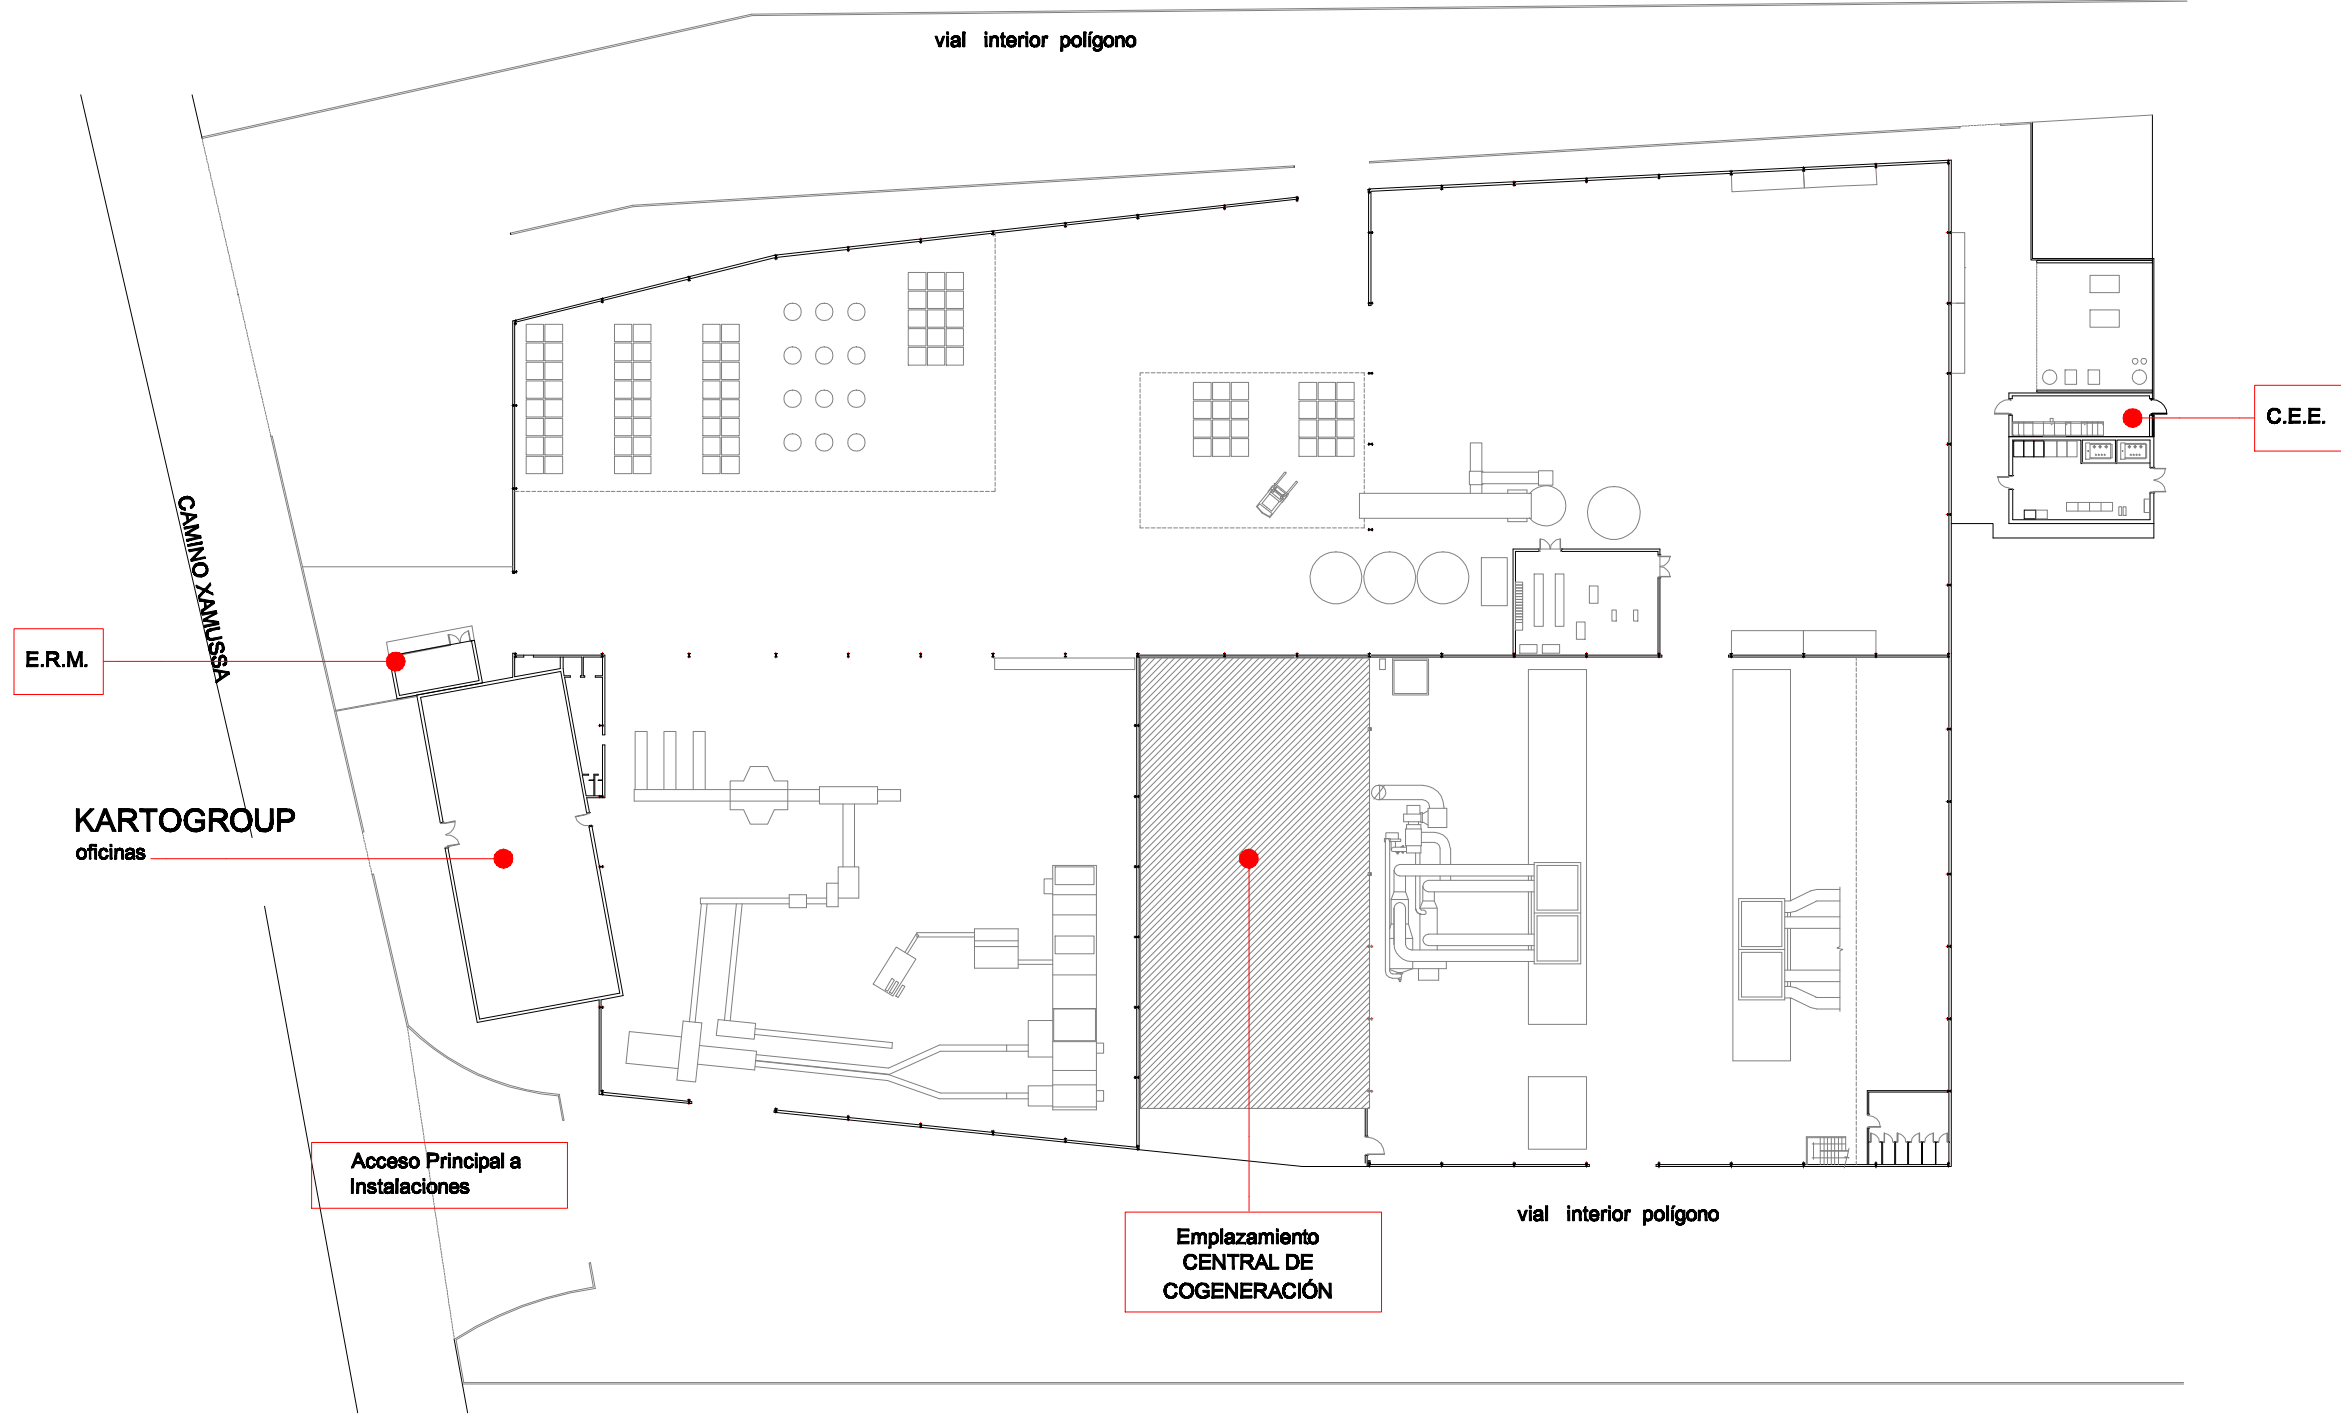 vial interior polígono
C.E.E.
CAMINO XAMUSSA
E.R.M.
KARTOGROUP
oficinas
Acceso Principal a
Instalaciones
vial interior polígono
Emplazamiento
CENTRAL DE
COGENERACIÓN